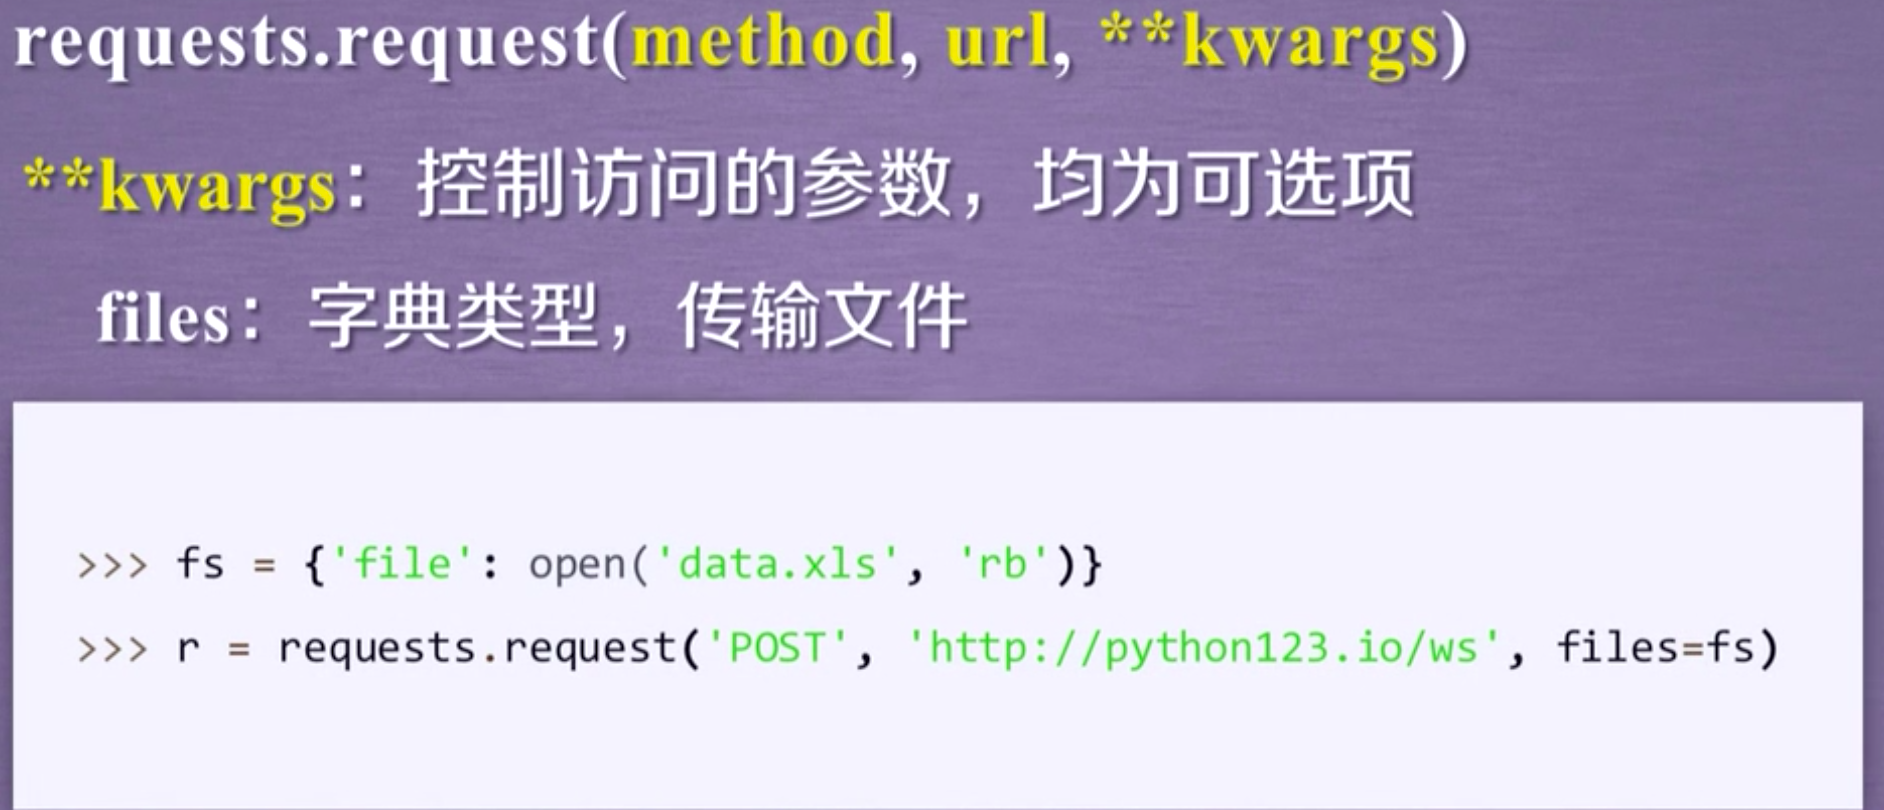 requests.request(method, url, **kwargs)
**kwargs：控制访问的参数，均为可选项
files：字典类型，传输文件
>>> fs = {'file': open('data.xls', 'rb')}
>>> r = requests.request('POST', 'http://python123.io/ws', files=fs)